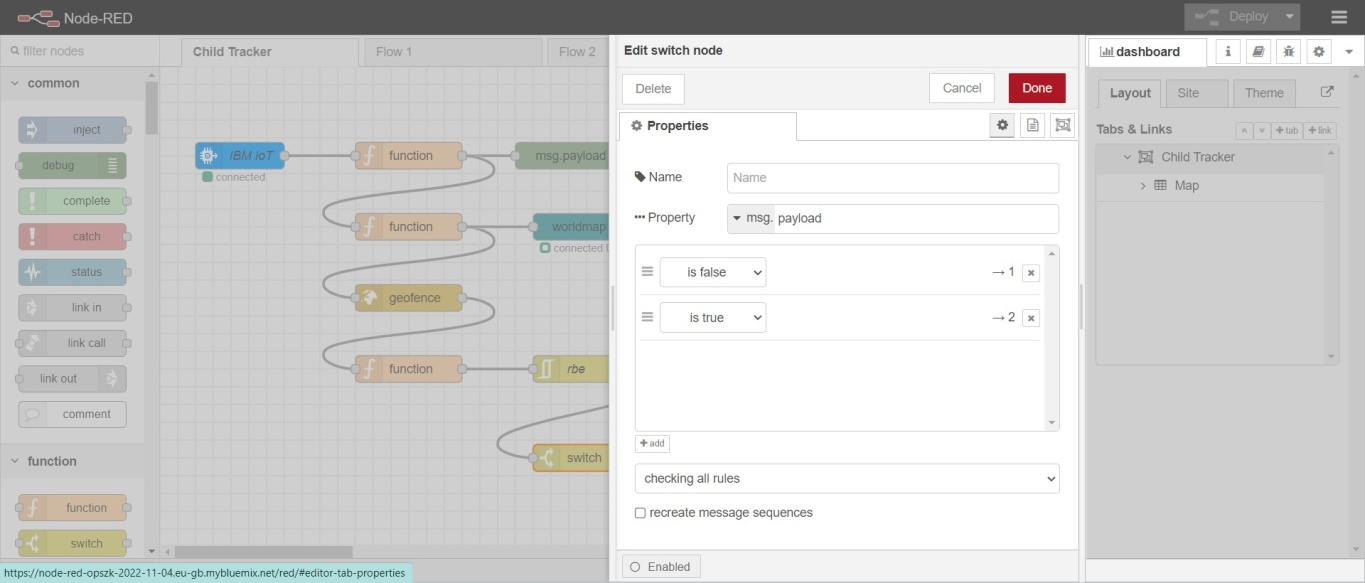 Node-RED
Deploy
filter nodes
common
inject
debug
complete
catch
status
link in
link call
link out
comment
function
function
switch
Child Tracker
Flow 1
Flow 2
IBM IoT
connected
function
msg.payload
function
worldmap
connected
geofence
function
rbe
switch
Edit switch node
Delete
Cancel
Done
Properties
Name
Name
Property
msg. payload
is false
→ 1
is true
→ 2
add
checking all rules
recreate message sequences
Enabled
dashboard
Layout
Site
Theme
Tabs & Links
+ tab
+ link
Child Tracker
Map
https://node-red-opszk-2022-11-04.eu-gb.mybluemix.net/red/#editor-tab-properties